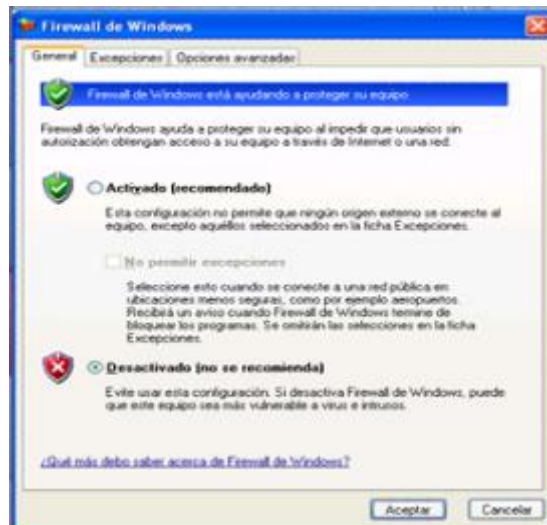 Firewall de Windows
General Excepciones Opciones avanzadas
Firewall de Windows está ayudando a proteger su equipo
Firewall de Windows ayuda a proteger su equipo al impedir que usuarios sin
autorización obtengan acceso a su equipo a través de Internet o una red.
Activado (recomendado)
Esta configuración no permite que ningún origen externo se conecte al
equipo, excepto aquéllos seleccionados en la ficha Excepciones.
No permitir excepciones
Seleccione esto cuando se conecte a una red pública en
ubicaciones menos seguras, como por ejemplo aeropuertos.
Recibirá un aviso cuando Firewall de Windows termine de
bloquear los programas. Se omitirán las selecciones en la ficha
Excepciones.
Desactivado (no se recomienda)
Evite usar esta configuración. Si desactiva Firewall de Windows, puede
que este equipo sea más vulnerable a virus e intrusos.
¿Qué más debo saber acerca de Firewall de Windows?
Aceptar Cancelar